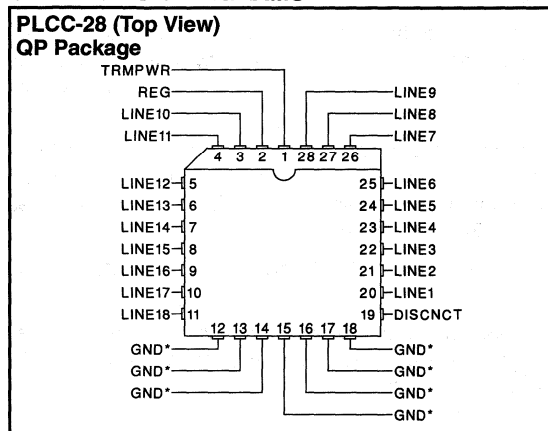 PLCC-28 (Top View)
QP Package
TRMPWR
REG LINE9
LINE10 LINE8
LINE11 LINE7
4 3 2 1 28 27 26
LINE12 5 25 LINE6
LINE13 6 24 LINE5
LINE14 7 23 LINE4
LINE15 8 22 LINE3
LINE16 9 21 LINE2
LINE17 10 20 LINE1
LINE18 11 19 DISCNCT
12 13 14 15 16 17 18
GND* GND*
GND* GND*
GND* GND*
GND*